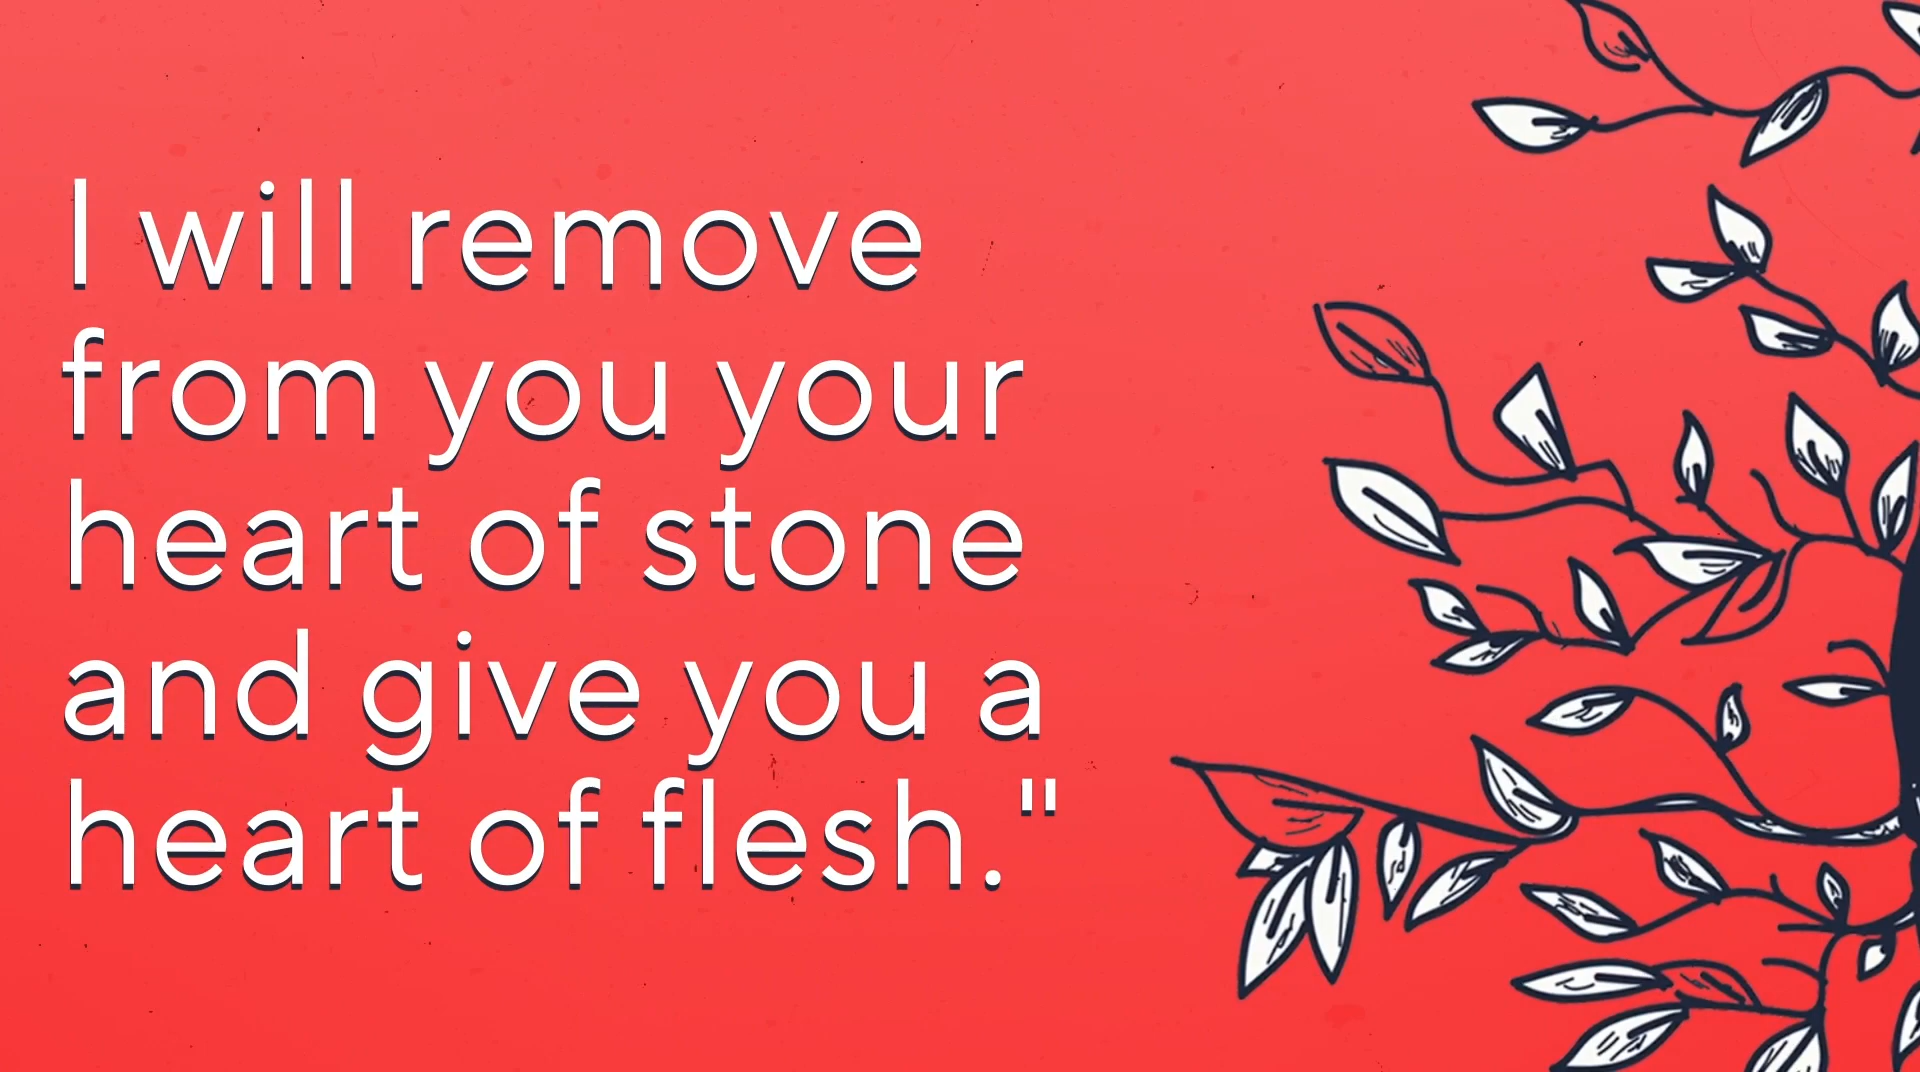 I will remove
from you your
heart of stone
and give you a
heart of flesh."